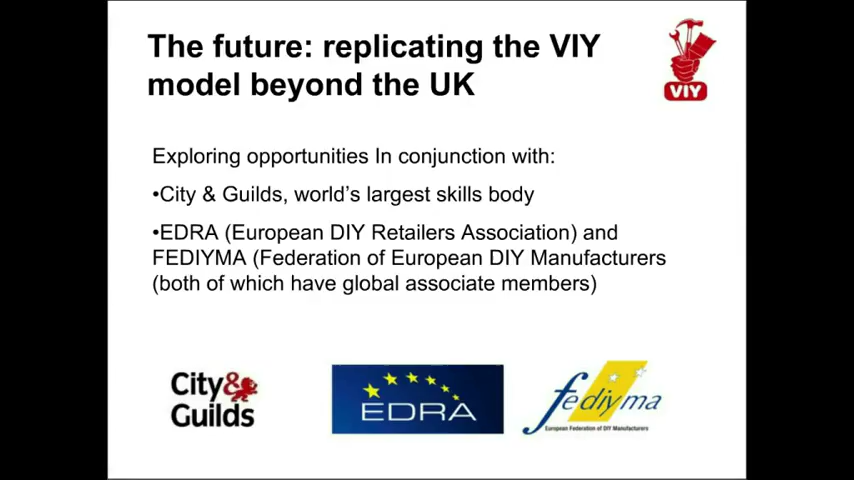 The future: replicating the VIY
model beyond the UK
VIY
Exploring opportunities In conjunction with:
•City & Guilds, world's largest skills body
•EDRA (European DIY Retailers Association) and
FEDIYMA (Federation of European DIY Manufacturers
(both of which have global associate members)
City&
Guilds
EDRA
fediyma
European Federation of DIY Manufacturers